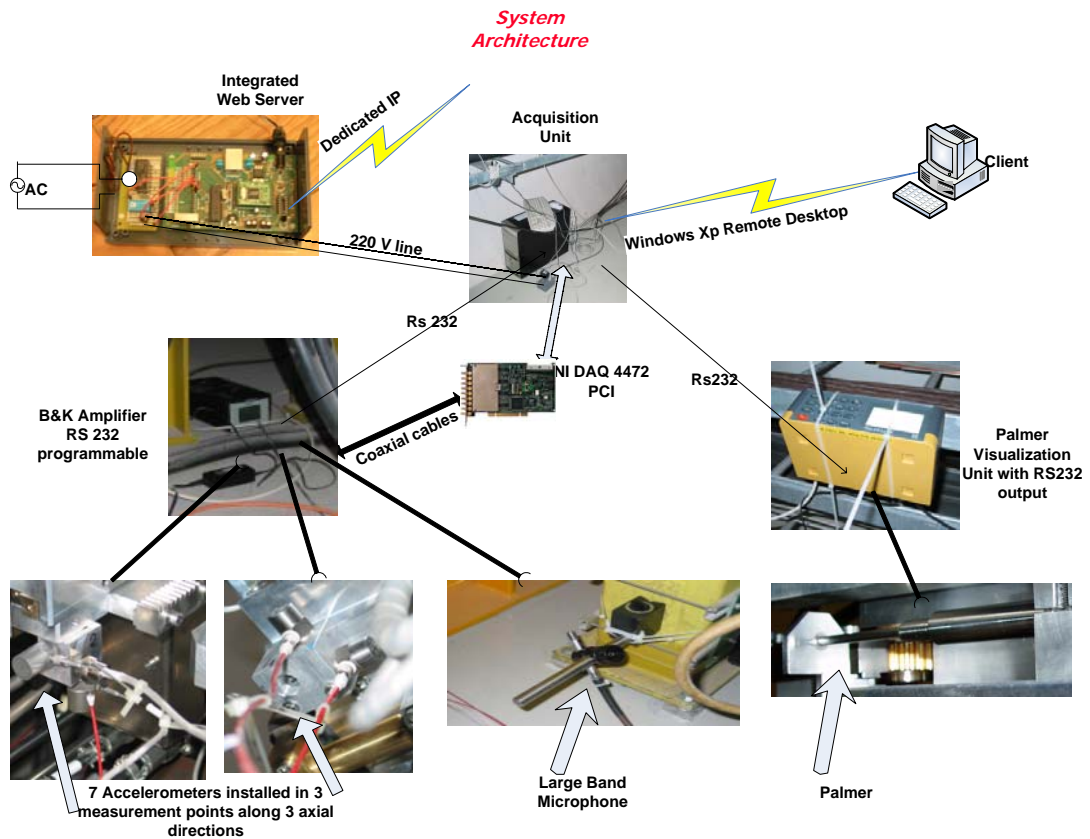 System
Architecture
Integrated
Web Server
Dedicated IP
Acquisition
Unit
Client
AC
220 V line
Windows Xp Remote Desktop
Rs 232
NI DAQ 4472
PCI
Rs232
B&K Amplifier
RS 232
programmable
Coaxial cables
Palmer
Visualization
Unit with RS232
output
7 Accelerometers installed in 3
measurement points along 3 axial
directions
Large Band
Microphone
Palmer